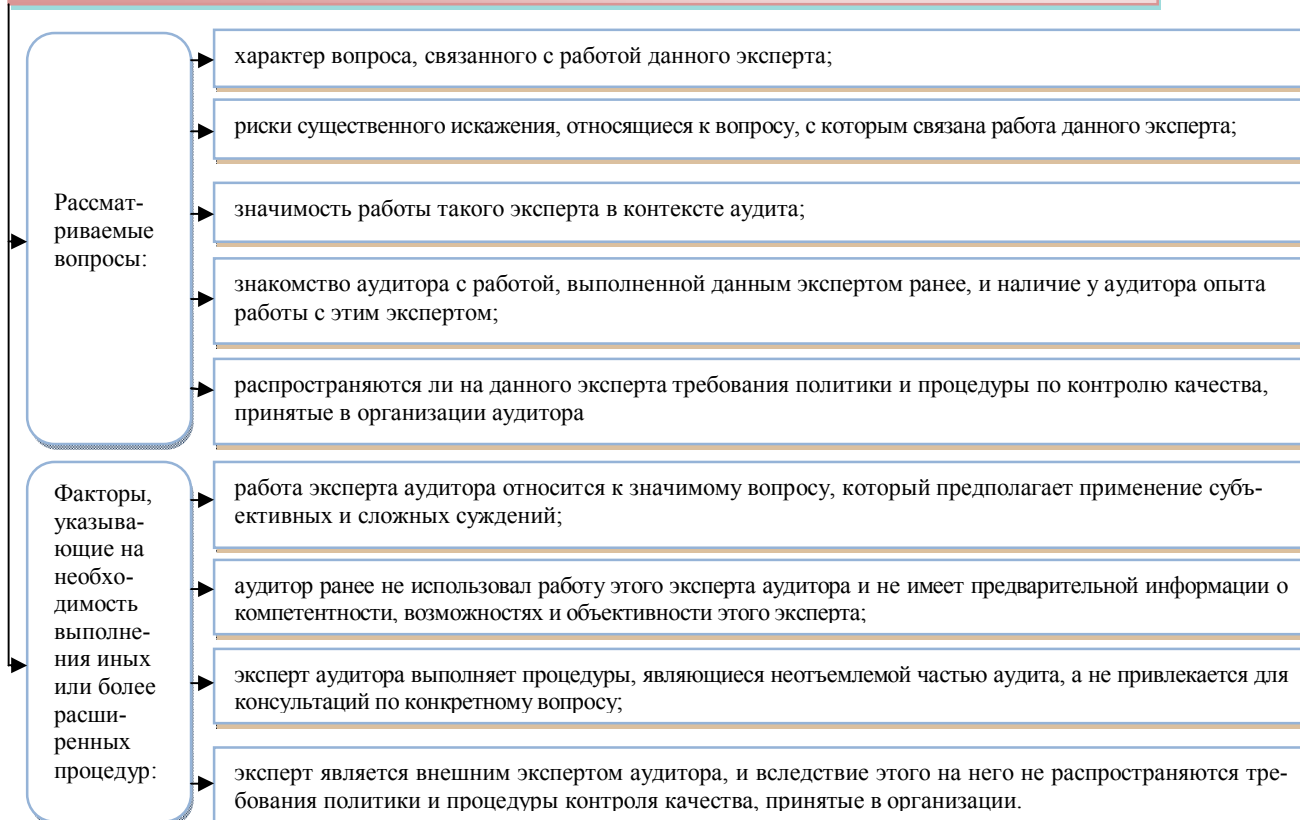 Рассмат-
риваемые
вопросы:
характер вопроса, связанного с работой данного эксперта;
риски существенного искажения, относящиеся к вопросу, с которым связана работа данного эксперта;
значимость работы такого эксперта в контексте аудита;
знакомство аудитора с работой, выполненной данным экспертом ранее, и наличие у аудитора опыта
работы с этим экспертом;
распространяются ли на данного эксперта требования политики и процедуры по контролю качества,
принятые в организации аудитора
Факторы,
указыва-
ющие на
необхо-
димость
выполне-
ния иных
или более
расши-
ренных
процедур:
работа эксперта аудитора относится к значимому вопросу, который предполагает применение субъ-
ективных и сложных суждений;
аудитор ранее не использовал работу этого эксперта аудитора и не имеет предварительной информации о
компетентности, возможностях и объективности этого эксперта;
эксперт аудитора выполняет процедуры, являющиеся неотъемлемой частью аудита, а не привлекается для
консультаций по конкретному вопросу;
эксперт является внешним экспертом аудитора, и вследствие этого на него не распространяются тре-
бования политики и процедуры контроля качества, принятые в организации.